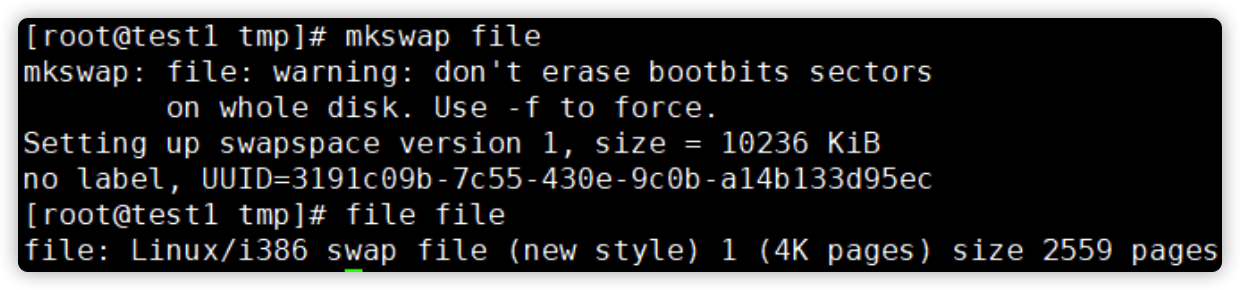 [root@test1 tmp]# mkswap file
mkswap: file: warning: don't erase bootbits sectors
        on whole disk. Use -f to force.
Setting up swapspace version 1, size = 10236 KiB
no label, UUID=3191c09b-7c55-430e-9c0b-a14b133d95ec
[root@test1 tmp]# file file
file: Linux/i386 swap file (new style) 1 (4K pages) size 2559 pages